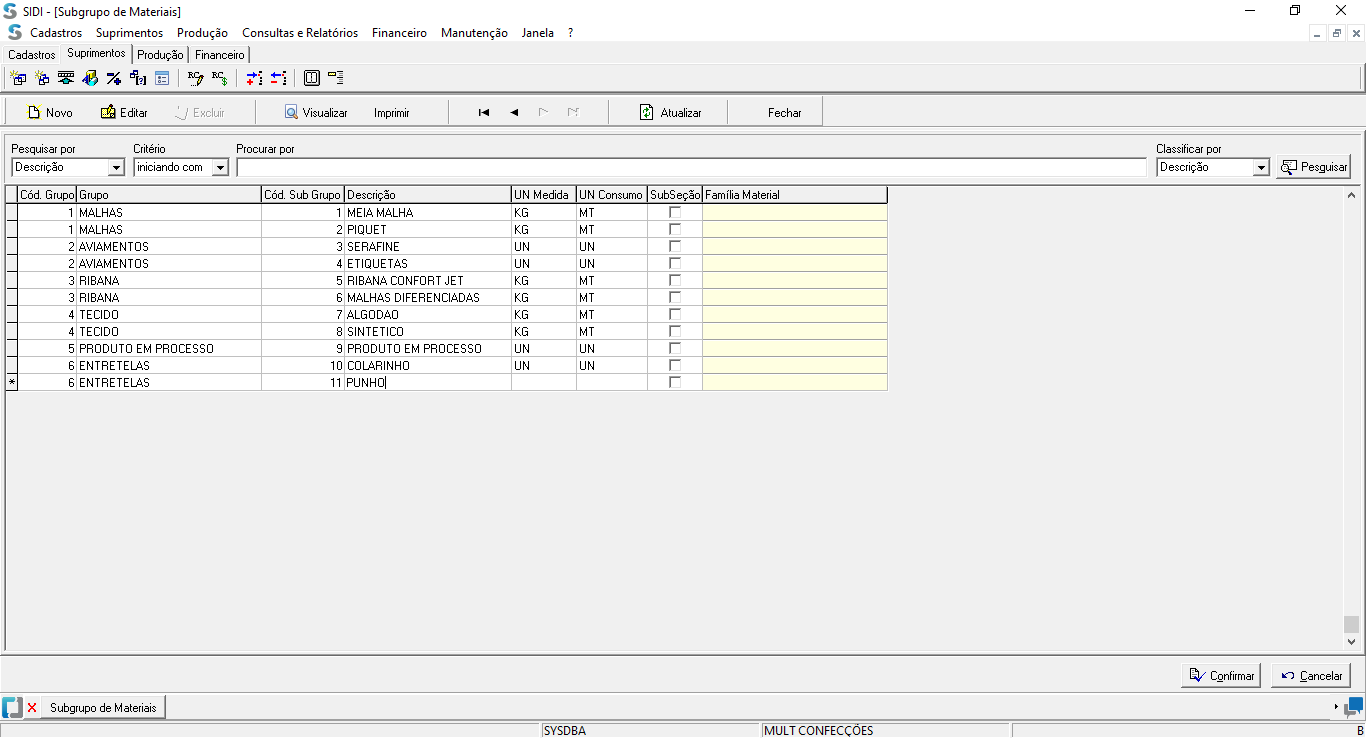 SIDI - [Subgrupo de Materiais]
Cadastros Suprimentos Produção Consultas e Relatórios Financeiro Manutenção Janela ?
Cadastros Suprimentos Produção Financeiro
Novo Editar Excluir Visualizar Imprimir Atualizar Fechar
Pesquisar por Critério Procurar por Classificar por
Descrição iniciando com Descrição Pesquisar
Cód. Grupo Grupo Cód. Sub Grupo Descrição UN Medida UN Consumo SubSeção Família Material
1 MALHAS 1 MEIA MALHA KG MT
1 MALHAS 2 PIQUET KG MT
2 AVIAMENTOS 3 SERAFINE UN UN
2 AVIAMENTOS 4 ETIQUETAS UN UN
3 RIBANA 5 RIBANA CONFORT JET KG MT
3 RIBANA 6 MALHAS DIFERENCIADAS KG MT
4 TECIDO 7 ALGODAO KG MT
4 TECIDO 8 SINTETICO KG MT
5 PRODUTO EM PROCESSO 9 PRODUTO EM PROCESSO UN UN
6 ENTRETELAS 10 COLARINHO UN UN
* 6 ENTRETELAS 11 PUNHO
Confirmar Cancelar
Subgrupo de Materiais
SYSDBA MULT CONFECÇÕES B